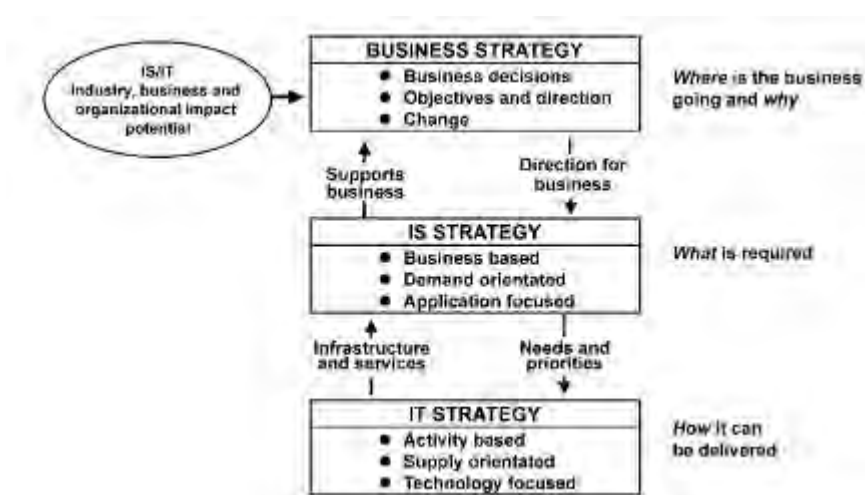 IS/IT
Industry, business and
organizational impact
potential
BUSINESS STRATEGY
● Business decisions
● Objectives and direction
● Change
Where is the business
going and why
Supports
business
Direction for
business
IS STRATEGY
● Business based
● Demand orientated
● Application focused
What is required
Infrastructure
and services
Needs and
priorities
IT STRATEGY
● Activity based
● Supply orientated
● Technology focused
How it can
be delivered